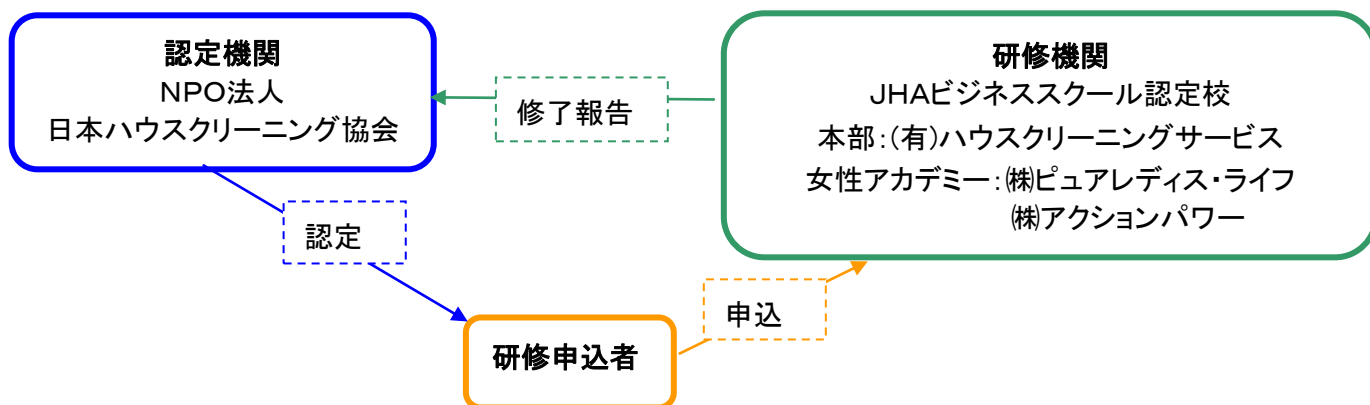 認定機関
NPO法人
日本ハウスクリーニング協会
修了報告
研修機関
JHAビジネススクール認定校
本部:(有)ハウスクリーニングサービス
女性アカデミー:㈱ピュアレディス・ライフ
㈱アクションパワー
認定
申込
研修申込者